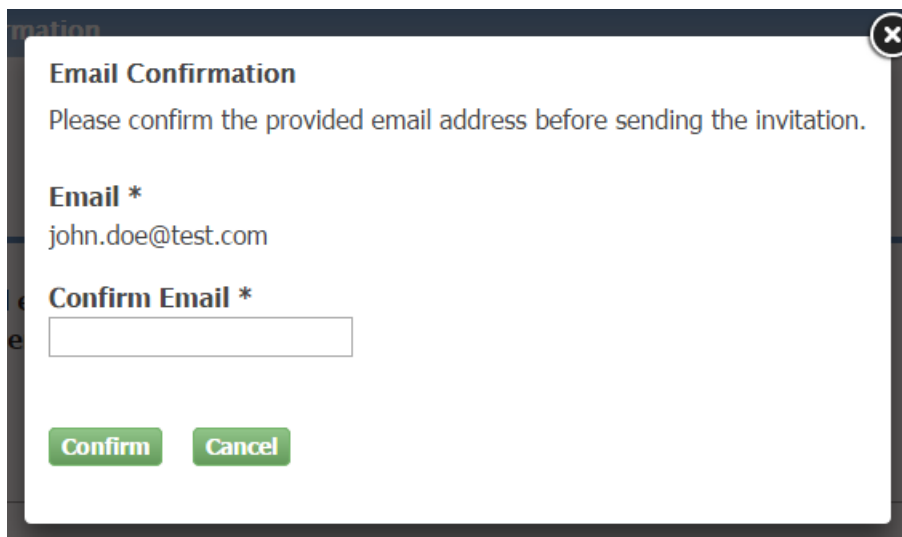 rmation
Email Confirmation
Please confirm the provided email address before sending the invitation.
Email *
john.doe@test.com
Confirm Email *
Confirm
Cancel